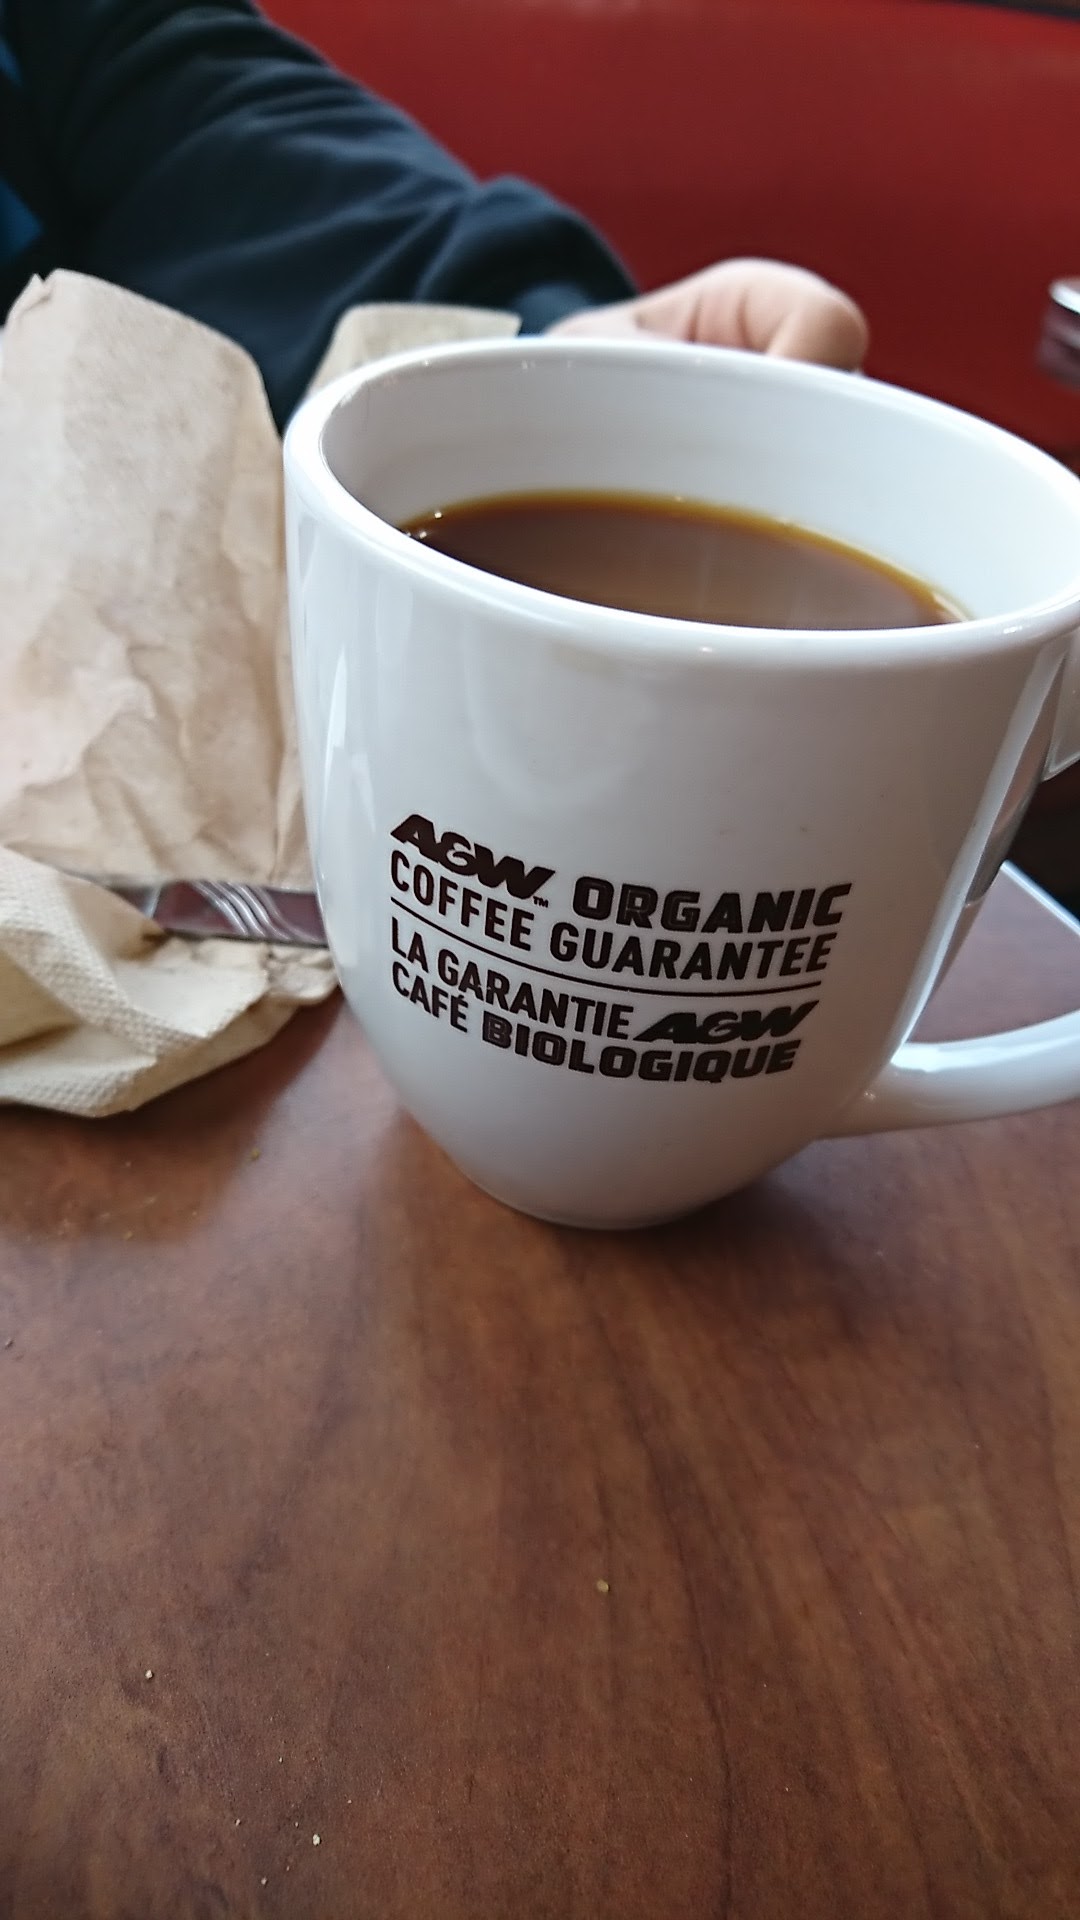 A&W™ ORGANIC
COFFEE GUARANTEE
LA GARANTIE A&W
CAFÉ BIOLOGIQUE